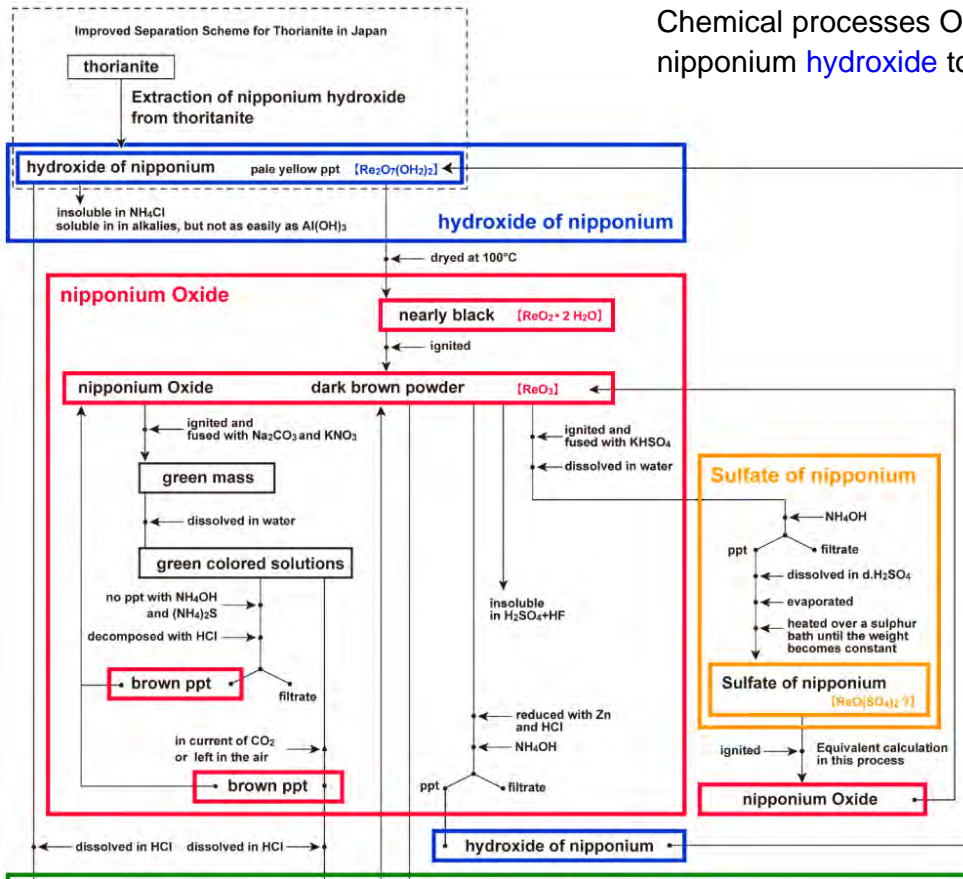 Chemical processes O
nipponium hydroxide to
Improved Separation Scheme for Thorianite in Japan
thorianite
Extraction of nipponium hydroxide
from thoritanite
hydroxide of nipponium pale yellow ppt [Re₂O₇(OH₂)₂]
insoluble in NH₄Cl
soluble in in alkalies, but not as easily as Al(OH)₃
hydroxide of nipponium
dryed at 100°C
nipponium Oxide
nearly black [ReO₂・2 H₂O]
ignited
nipponium Oxide dark brown powder [ReO₃]
ignited and
fused with Na₂CO₃ and KNO₃
green mass
dissolved in water
green colored solutions
no ppt with NH₄OH
and (NH₄)₂S
decomposed with HCl
brown ppt
filtrate
in current of CO₂
or left in the air
brown ppt
insoluble
in H₂SO₄+HF
reduced with Zn
and HCl
NH₄OH
ppt
filtrate
ignited and
fused with KHSO₄
dissolved in water
Sulfate of nipponium
NH₄OH
ppt
filtrate
dissolved in d.H₂SO₄
evaporated
heated over a sulphur
bath until the weight
becomes constant
Sulfate of nipponium
[ReO(SO₄)₂ ?]
ignited
Equivalent calculation
in this process
nipponium Oxide
hydroxide of nipponium
dissolved in HCl
dissolved in HCl